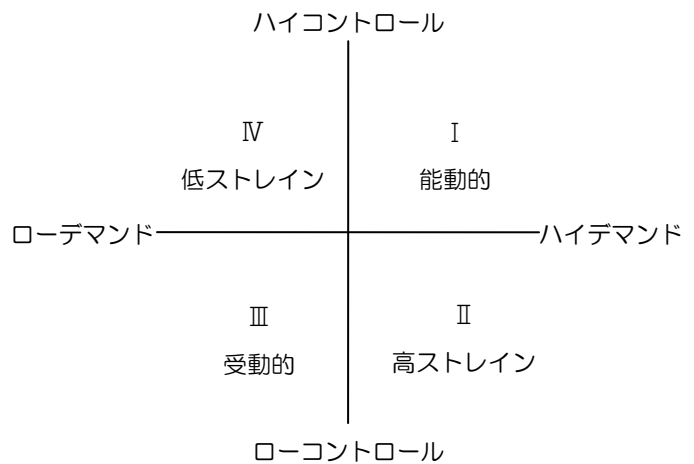 ハイコントロール
Ⅳ
Ⅰ
低ストレイン
能動的
ローデマンド
ハイデマンド
Ⅲ
Ⅱ
受動的
高ストレイン
ローコントロール